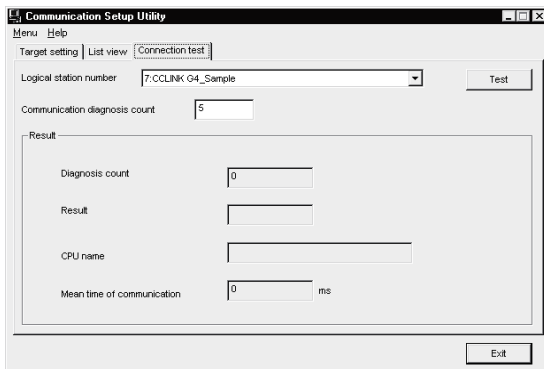 Communication Setup Utility
Menu Help
Target setting List view Connection test
Logical station number 7:CCLINK G4_Sample Test
Communication diagnosis count 5
Result
Diagnosis count 0
Result
CPU name
Mean time of communication 0 ms
Exit